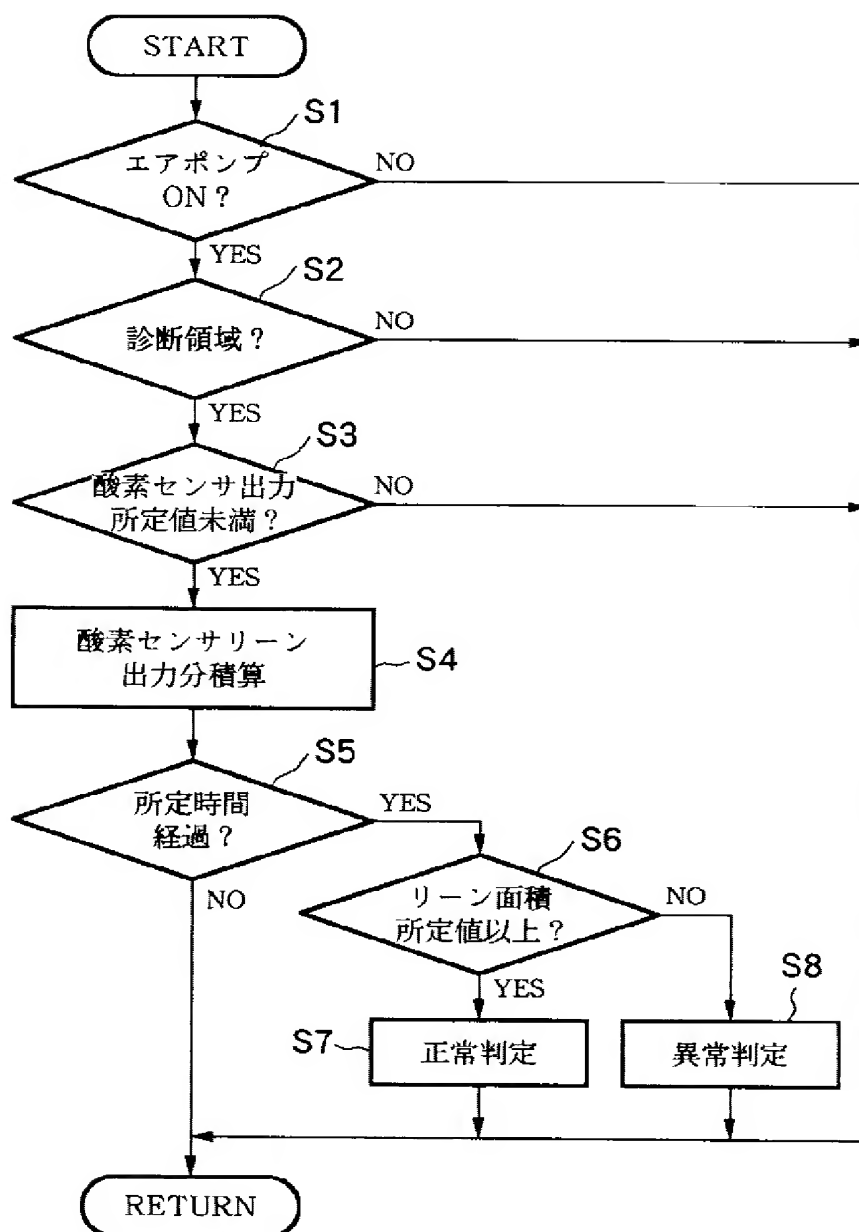 START
S1
エアポンプ
ON？
NO
YES
S2
診断領域？
NO
YES
S3
酸素センサ出力
所定値未満？
NO
YES
酸素センサリーン
出力分積算
S4
S5
所定時間
経過？
YES
NO
S6
リーン面積
所定値以上？
NO
YES
S7
正常判定
S8
異常判定
RETURN